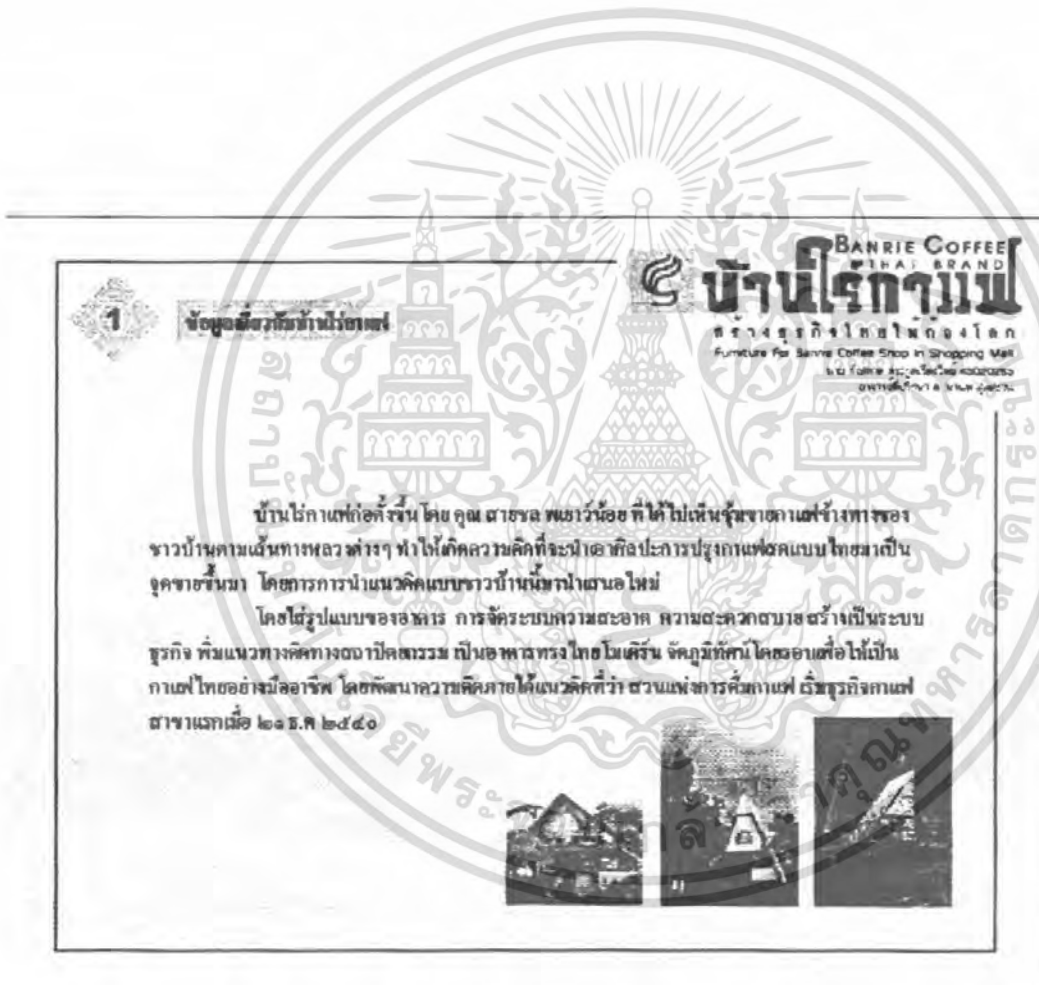 BANRIE COFFEE
THAI BRAND
บ้านไร่กาแฟ
สร้างธุรกิจไทยให้ก้องโลก
Furniture For Banrie Coffee Shop In Shopping Mall
1
ข้อมูลเกี่ยวกับบ้านไร่กาแฟ
บ้านไร่กาแฟก่อตั้งขึ้นโดย คุณ สายชล พเยาว์น้อย ที่ได้ไปเห็นซุ้มขายกาแฟข้างทางของ
ชาวบ้านตามเส้นทางหลวงต่างๆ ทำให้เกิดความคิดที่จะนำเอาศิลปะการปรุงกาแฟสดแบบไทยมาเป็น
จุดขายขึ้นมา โดยการการนำแนวคิดแบบชาวบ้านนี้มานำเสนอใหม่
โดยใส่รูปแบบของอาคาร การจัดระบบความสะอาด ความสะดวกสบาย สร้างเป็นระบบ
ธุรกิจ พิ่มแนวทางคิดทางสถาปัตยกรรม เป็นอาคารทรงไทยโมเดิร์น จัดภูมิทัศน์โดยรอบเพื่อให้เป็น
กาแฟไทยอย่างมืออาชีพ โดยพัฒนาความคิดภายใต้แนวคิดที่ว่า สวนแห่งการดื่มกาแฟ เริ่มธุรกิจกาแฟ
สาขาแรกเมื่อ ๒๑ ธ.ค ๒๕๔๐